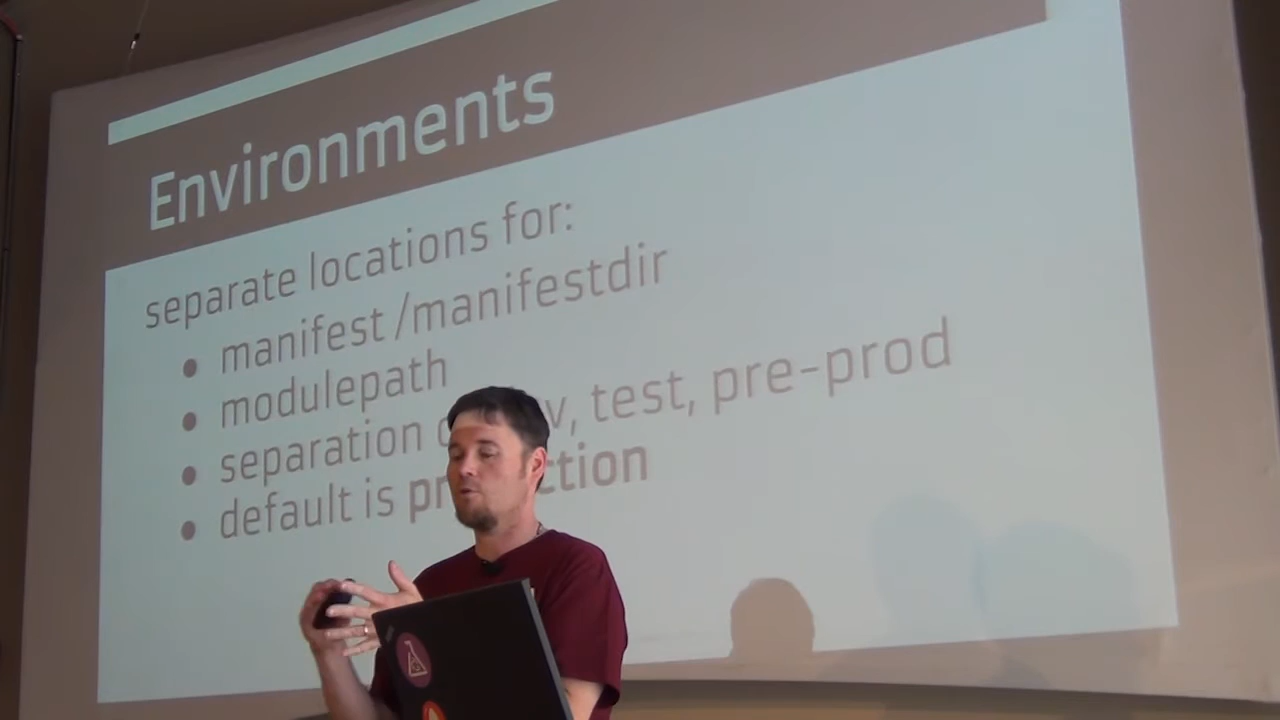 Environments
separate locations for:
manifest /manifestdir
modulepath
separation test, pre-prod
default is